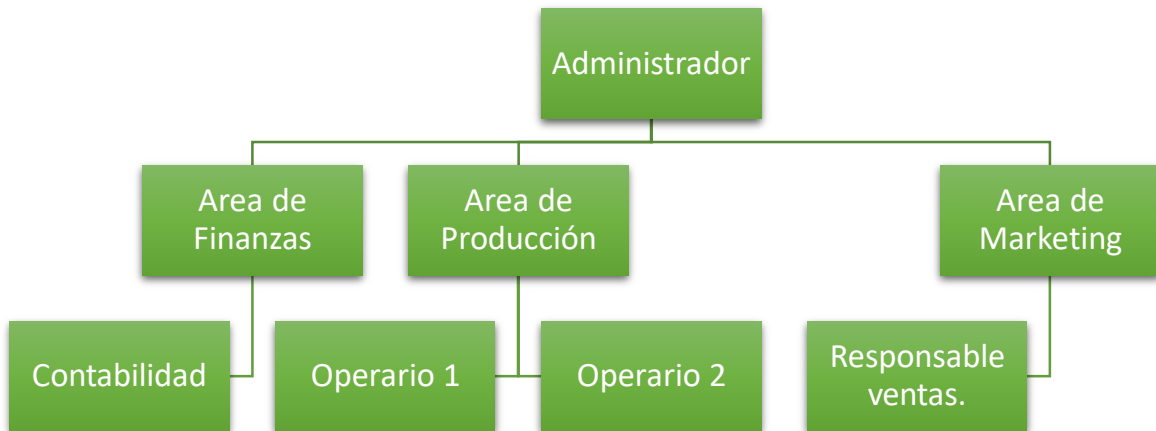 Administrador
Area de
Finanzas
Area de
Producción
Area de
Marketing
Contabilidad
Operario 1
Operario 2
Responsable
ventas.